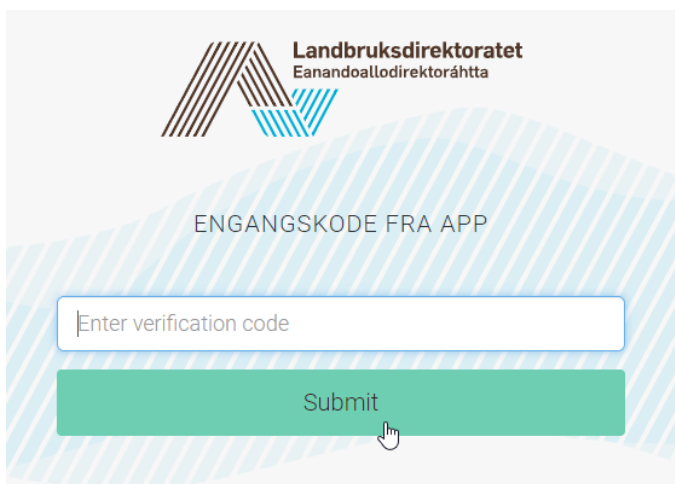 Landbruksdirektoratet
Eanandoallodirektoráhtta
ENGANGSKODE FRA APP
Enter verification code
Submit